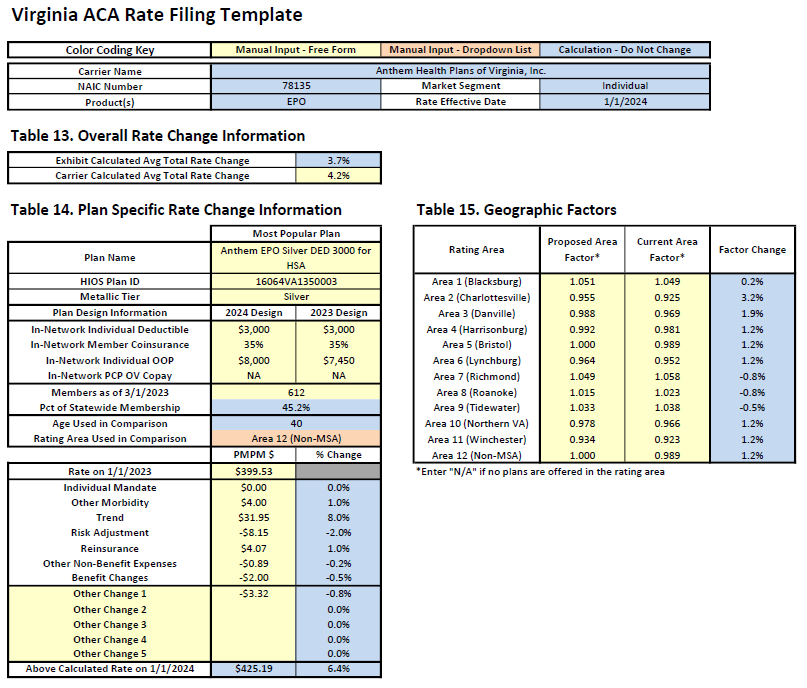 Virginia ACA Rate Filing Template
Color Coding Key Manual Input - Free Form Manual Input - Dropdown List Calculation - Do Not Change
Carrier Name Anthem Health Plans of Virginia, Inc.
NAIC Number 78135 Market Segment Individual
Product(s) EPO Rate Effective Date 1/1/2024
Table 13. Overall Rate Change Information
Exhibit Calculated Avg Total Rate Change 3.7%
Carrier Calculated Avg Total Rate Change 4.2%
Table 14. Plan Specific Rate Change Information
Most Popular Plan
Plan Name Anthem EPO Silver DED 3000 for
HSA
HIOS Plan ID 16064VA1350003
Metallic Tier Silver
Plan Design Information 2024 Design 2023 Design
In-Network Individual Deductible $3,000 $3,000
In-Network Member Coinsurance 35% 35%
In-Network Individual OOP $8,000 $7,450
In-Network PCP OV Copay NA NA
Members as of 3/1/2023 612
Pct of Statewide Membership 45.2%
Age Used in Comparison 40
Rating Area Used in Comparison Area 12 (Non-MSA)
PMPM $ % Change
Rate on 1/1/2023 $399.53
Individual Mandate $0.00 0.0%
Other Morbidity $4.00 1.0%
Trend $31.95 8.0%
Risk Adjustment -$8.15 -2.0%
Reinsurance $4.07 1.0%
Other Non-Benefit Expenses -$0.89 -0.2%
Benefit Changes -$2.00 -0.5%
Other Change 1 -$3.32 -0.8%
Other Change 2 0.0%
Other Change 3 0.0%
Other Change 4 0.0%
Other Change 5 0.0%
Above Calculated Rate on 1/1/2024 $425.19 6.4%
Table 15. Geographic Factors
Rating Area Proposed Area Factor* Current Area Factor* Factor Change
Area 1 (Blacksburg) 1.051 1.049 0.2%
Area 2 (Charlottesville) 0.955 0.925 3.2%
Area 3 (Danville) 0.988 0.969 1.9%
Area 4 (Harrisonburg) 0.992 0.981 1.2%
Area 5 (Bristol) 1.000 0.989 1.2%
Area 6 (Lynchburg) 0.964 0.952 1.2%
Area 7 (Richmond) 1.049 1.058 -0.8%
Area 8 (Roanoke) 1.015 1.023 -0.8%
Area 9 (Tidewater) 1.033 1.038 -0.5%
Area 10 (Northern VA) 0.978 0.966 1.2%
Area 11 (Winchester) 0.934 0.923 1.2%
Area 12 (Non-MSA) 1.000 0.989 1.2%
*Enter "N/A" if no plans are offered in the rating area